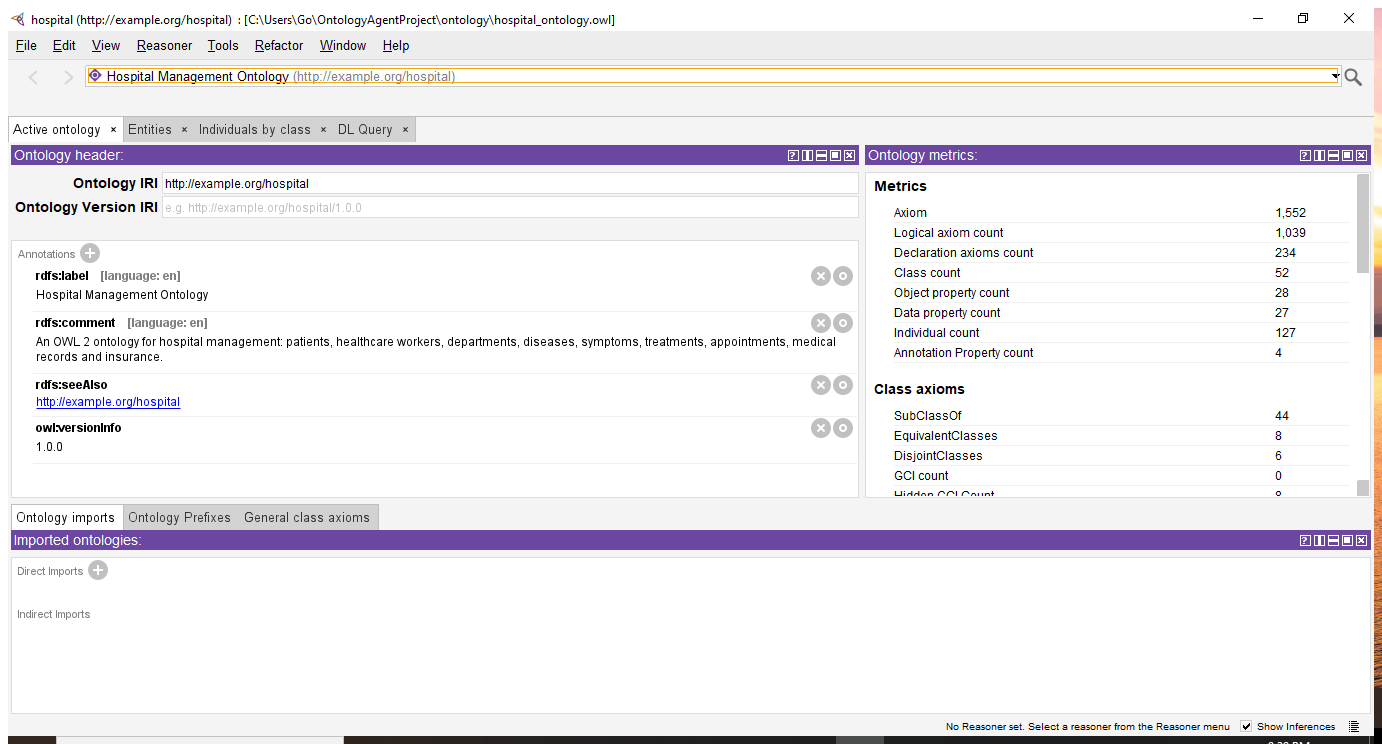 hospital (http://example.org/hospital) : [C:\Users\Go\OntologyAgentProject\ontology\hospital_ontology.owl]
File Edit View Reasoner Tools Refactor Window Help
Hospital Management Ontology (http://example.org/hospital)
Active ontology × Entities × Individuals by class × DL Query ×
Ontology header:
Ontology IRI http://example.org/hospital
Ontology Version IRI e.g. http://example.org/hospital/1.0.0
Annotations
rdfs:label [language: en]
Hospital Management Ontology
rdfs:comment [language: en]
An OWL 2 ontology for hospital management: patients, healthcare workers, departments, diseases, symptoms, treatments, appointments, medical
records and insurance.
rdfs:seeAlso
http://example.org/hospital
owl:versionInfo
1.0.0
Ontology metrics:
Metrics
Axiom 1,552
Logical axiom count 1,039
Declaration axioms count 234
Class count 52
Object property count 28
Data property count 27
Individual count 127
Annotation Property count 4
Class axioms
SubClassOf 44
EquivalentClasses 8
DisjointClasses 6
GCI count 0
Hidden GCI Count 8
Ontology imports Ontology Prefixes General class axioms
Imported ontologies:
Direct Imports
Indirect Imports
No Reasoner set. Select a reasoner from the Reasoner menu Show Inferences